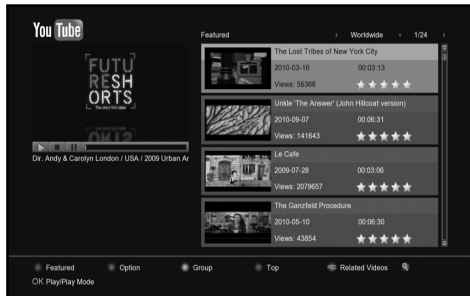 You Tube
Featured
Worldwide
1/24
FUTU
RESH
ORTS
The short film label
Dir. Andy & Carolyn London / USA / 2009 Urban Ar
The Lost Tribes of New York City
2010-03-16
00:03:13
Views: 56368
Unkle 'The Answer' (John Hillcoat version)
2010-09-07
00:06:31
Views: 141643
Le Cafe
2009-07-28
00:03:06
Views: 2079657
The Ganzfeld Procedure
2010-05-10
00:06:30
Views: 43854
Featured
Option
Group
Top
Related Videos
OK Play/Play Mode